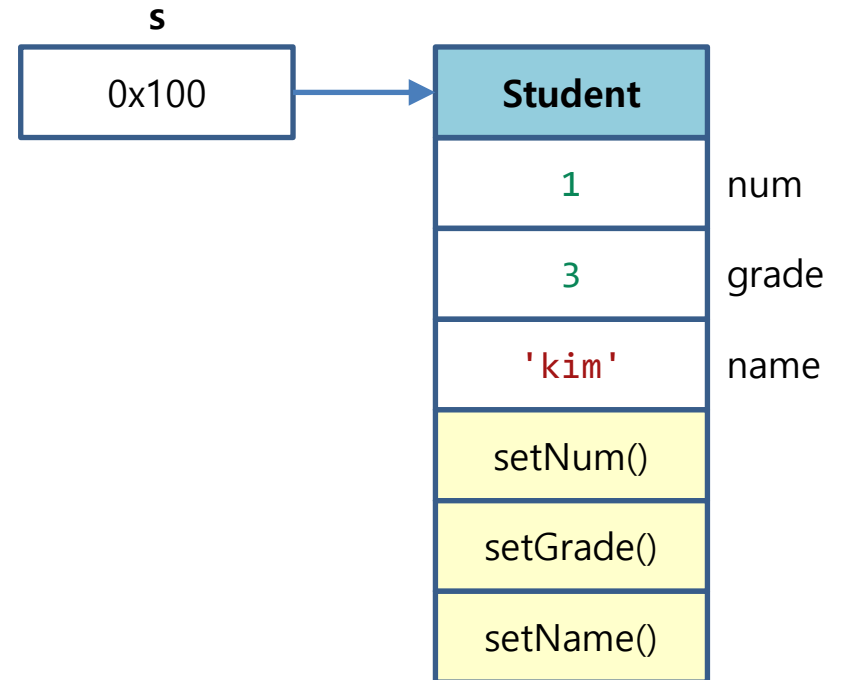 s
0x100
Student
1 num
3 grade
'kim' name
setNum()
setGrade()
setName()